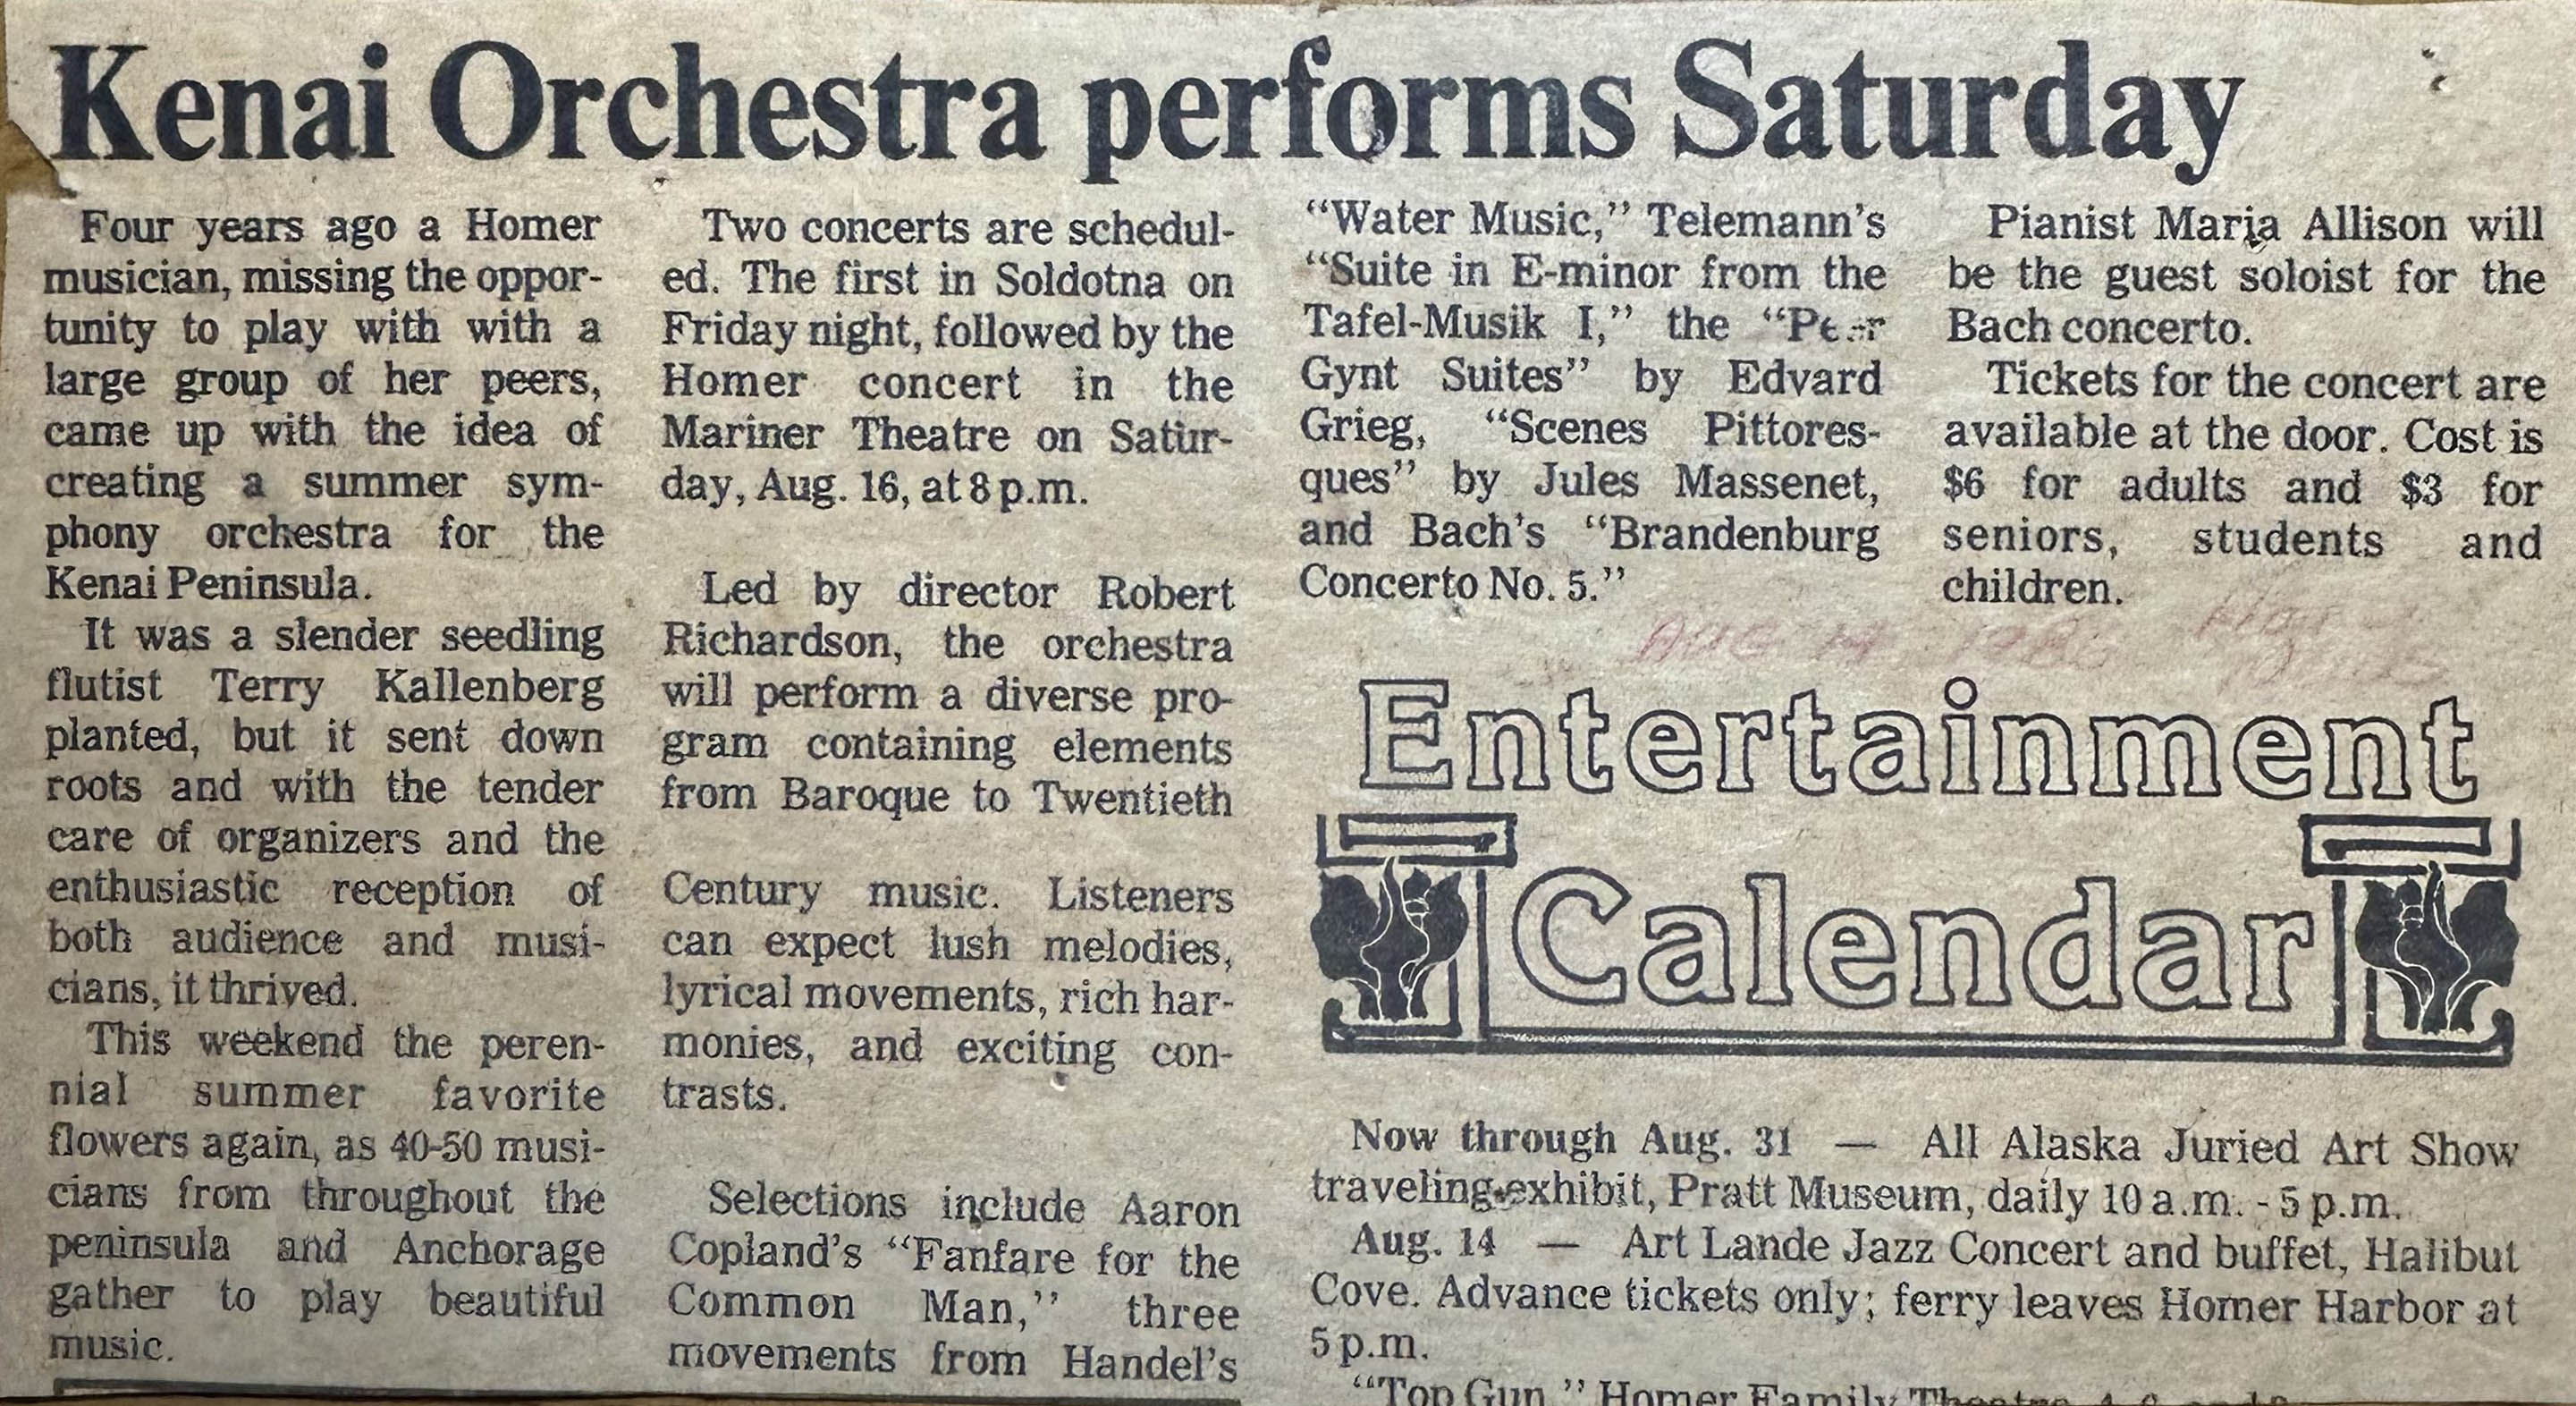 Kenai Orchestra performs Saturday
Four years ago a Homer
musician, missing the oppor-
tunity to play with with a
large group of her peers,
came up with the idea of
creating a summer sym-
phony orchestra for the
Kenai Peninsula.
It was a slender seedling
flutist Terry Kallenberg
planted, but it sent down
roots and with the tender
care of organizers and the
enthusiastic reception of
both audience and musi-
cians, it thrived.
This weekend the peren-
nial summer favorite
flowers again, as 40-50 musi-
cians from throughout the
peninsula and Anchorage
gather to play beautiful
music.
Two concerts are schedul-
ed. The first in Soldotna on
Friday night, followed by the
Homer concert in the
Mariner Theatre on Satur-
day, Aug. 16, at 8 p.m.
Led by director Robert
Richardson, the orchestra
will perform a diverse pro-
gram containing elements
from Baroque to Twentieth
Century music. Listeners
can expect lush melodies,
lyrical movements, rich har-
monies, and exciting con-
trasts.
Selections include Aaron
Copland's “Fanfare for the
Common Man,” three
movements from Handel's
“Water Music,” Telemann's
“Suite in E-minor from the
Tafel-Musik I,” the “Peer
Gynt Suites” by Edvard
Grieg, “Scenes Pittores-
ques” by Jules Massenet,
and Bach's “Brandenburg
Concerto No. 5.”
Pianist Maria Allison will
be the guest soloist for the
Bach concerto.
Tickets for the concert are
available at the door. Cost is
$6 for adults and $3 for
seniors, students and
children.
AUG 14 1986
Entertainment
Calendar
Now through Aug. 31 — All Alaska Juried Art Show
traveling exhibit, Pratt Museum, daily 10 a.m. - 5 p.m.
Aug. 14 — Art Lande Jazz Concert and buffet, Halibut
Cove. Advance tickets only; ferry leaves Homer Harbor at
5 p.m.
“Top Gun,” Homer Family Theatre